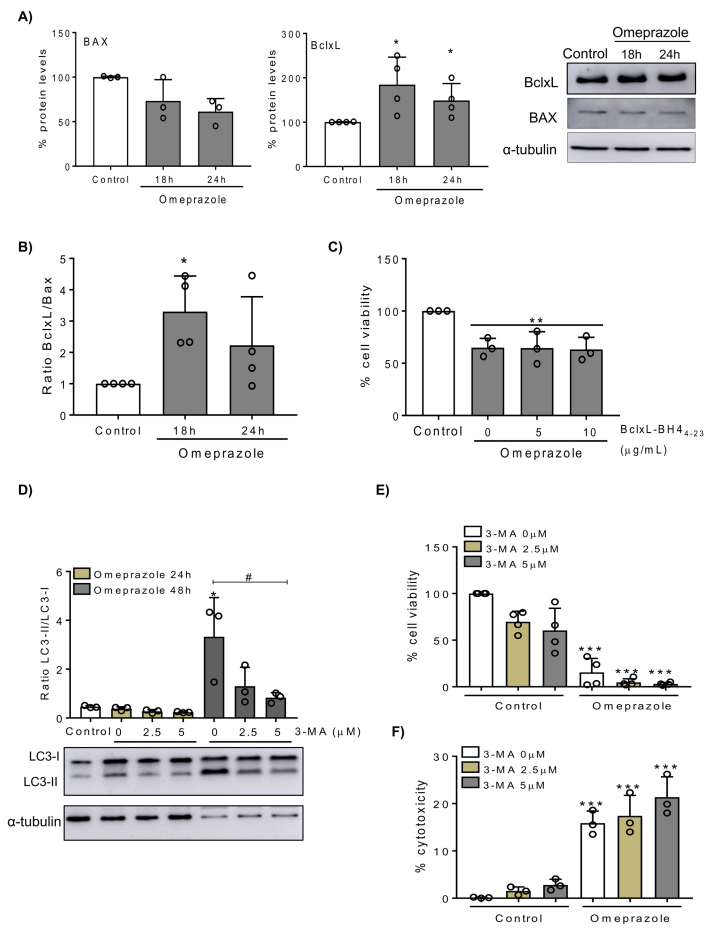 A)
BAX
% protein levels
150
100
50
0
Control
18h
24h
Omeprazole
BclxL
% protein levels
300
200
100
0
Control
18h
24h
Omeprazole
*
*
Omeprazole
Control 18h 24h
BclxL
BAX
α-tubulin
B)
Ratio BclxL/Bax
5
4
3
2
1
0
*
Control
18h
24h
Omeprazole
C)
% cell viability
150
100
50
0
**
Control
0
5
10
BclxL-BH4₄₋₂₃
(μg/mL)
Omeprazole
D)
Omeprazole 24h
Omeprazole 48h
Ratio LC3-II/LC3-I
6
4
2
0
*
#
Control 0 2.5 5 0 2.5 5 3-MA (μM)
LC3-I
LC3-II
α-tubulin
E)
3-MA 0μM
3-MA 2.5μM
3-MA 5μM
% cell viability
150
100
50
0
*** *** ***
Control
Omeprazole
F)
3-MA 0μM
3-MA 2.5μM
3-MA 5μM
% cytotoxicity
30
20
10
0
*** *** ***
Control
Omeprazole